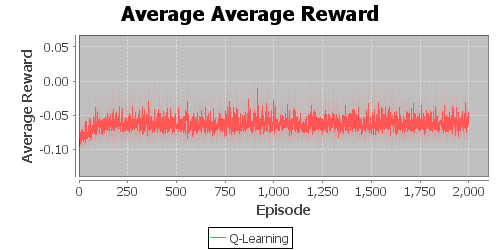 Average Average Reward
0.05
0.00
-0.05
-0.10
Average Reward
0 250 500 750 1,000 1,250 1,500 1,750 2,000
Episode
Q-Learning